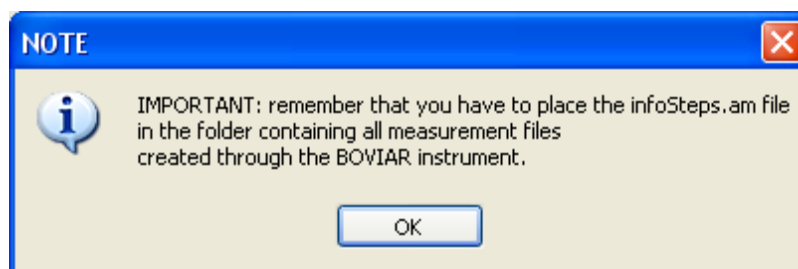 NOTE
IMPORTANT: remember that you have to place the infoSteps.am file
in the folder containing all measurement files
created through the BOVIAR instrument.
OK